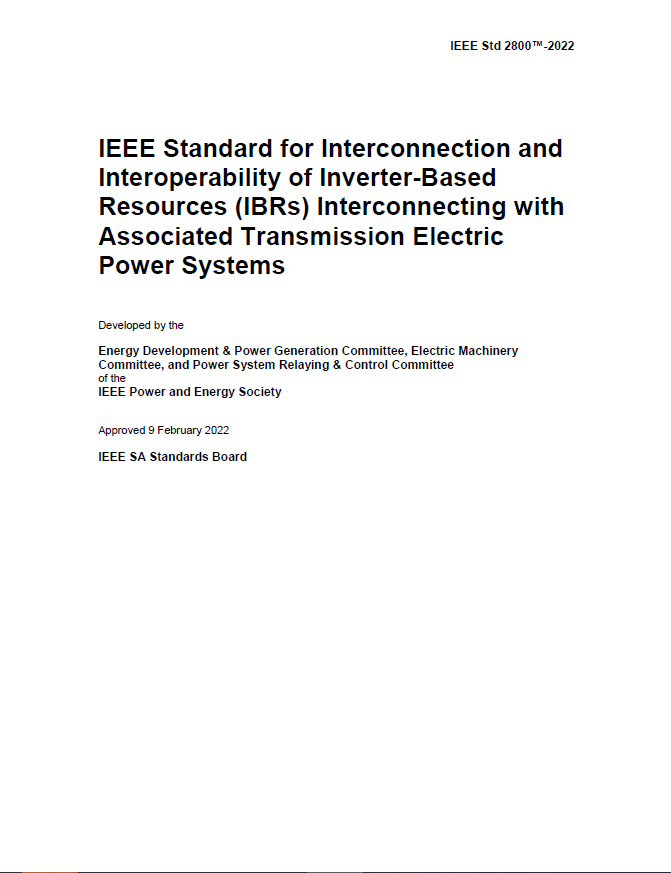 IEEE Std 2800™-2022
IEEE Standard for Interconnection and
Interoperability of Inverter-Based
Resources (IBRs) Interconnecting with
Associated Transmission Electric
Power Systems
Developed by the
Energy Development & Power Generation Committee, Electric Machinery
Committee, and Power System Relaying & Control Committee
of the
IEEE Power and Energy Society
Approved 9 February 2022
IEEE SA Standards Board